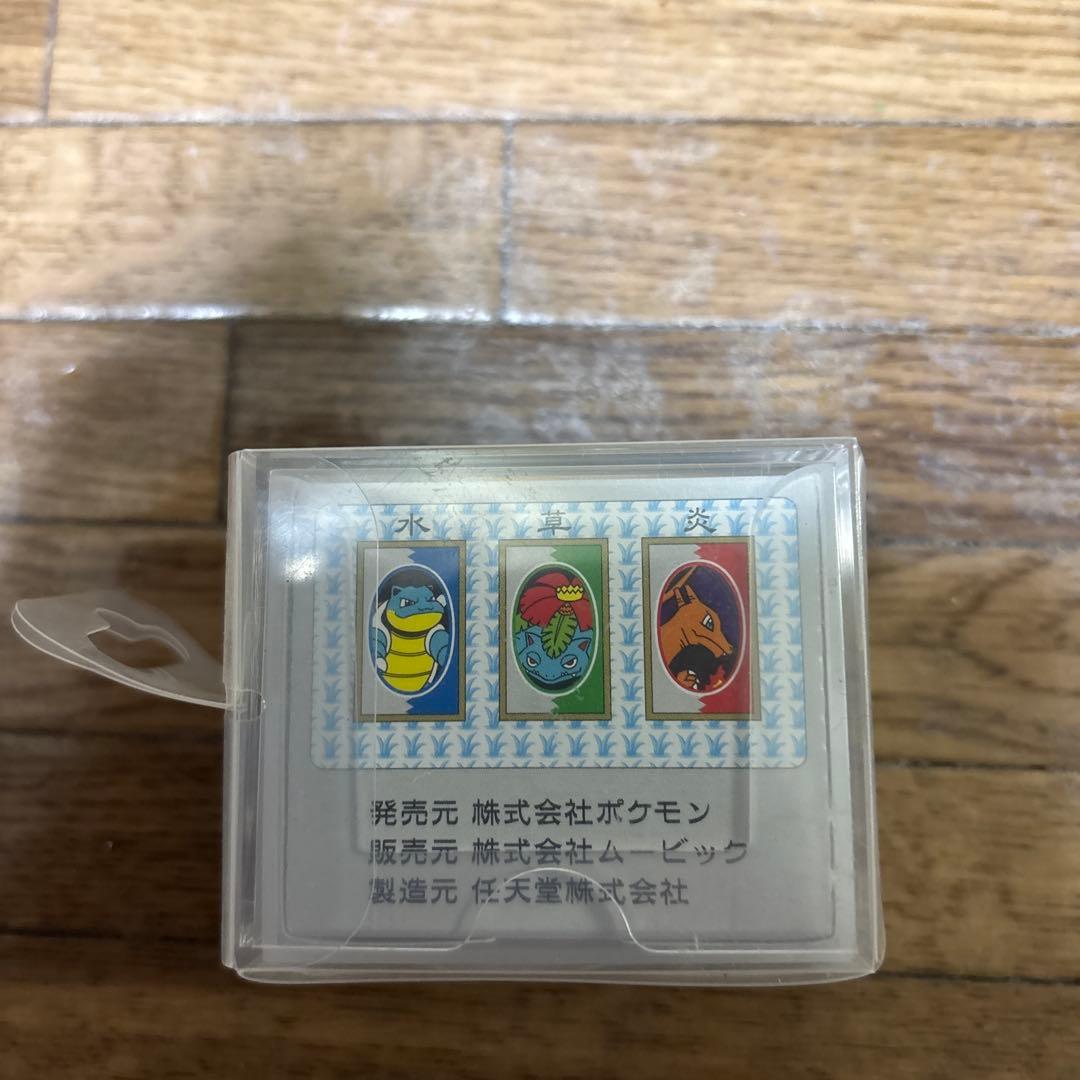 水 草 炎
発売元 株式会社ポケモン
販売元 株式会社ムービック
製造元 任天堂株式会社